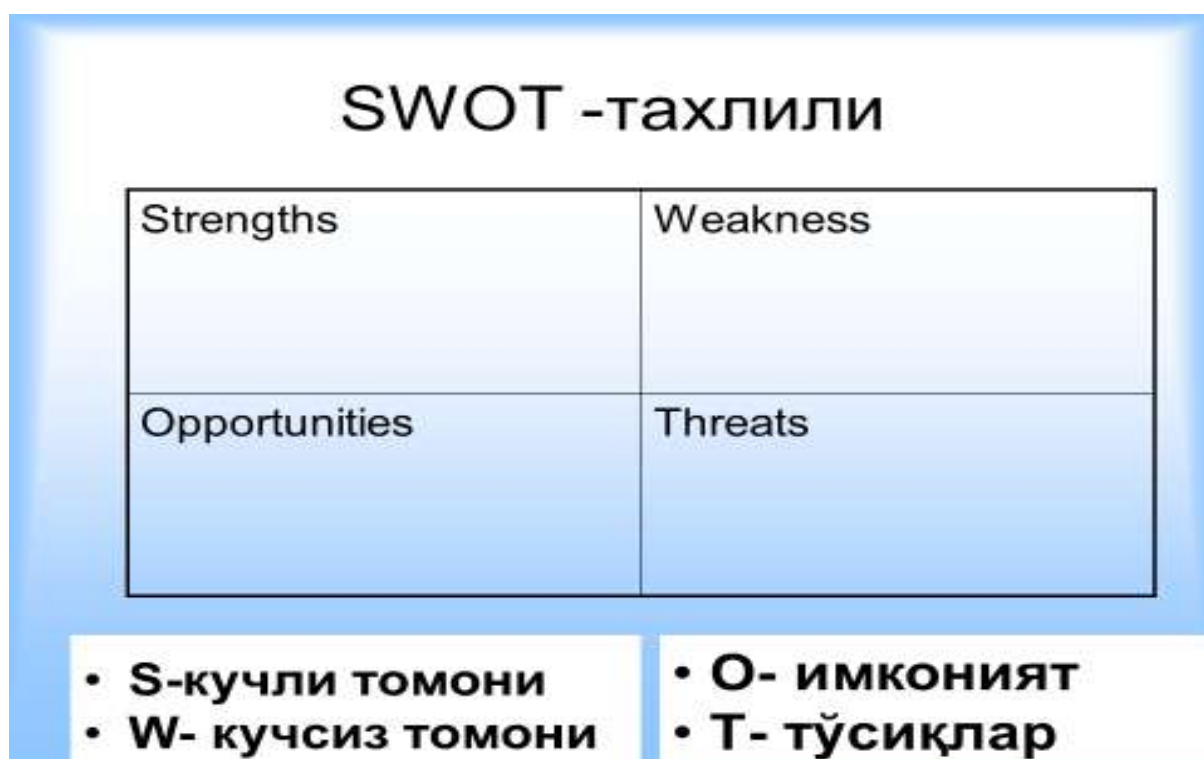 SWOT -тахлили
Strengths
Weakness
Opportunities
Threats
• S-кучли томони
• W- кучсиз томони
• O- имконият
• T- тўсиқлар